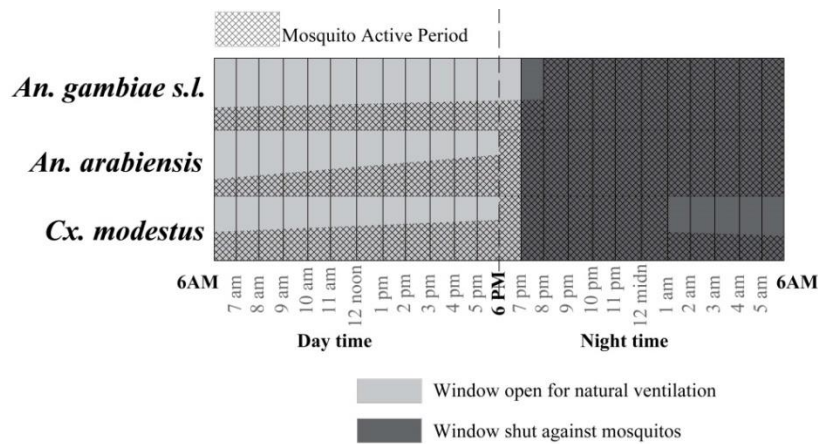 Mosquito Active Period
An. gambiae s.l.
An. arabiensis
Cx. modestus
6AM
7 am
8 am
9 am
10 am
11 am
12 noon
1 pm
2 pm
3 pm
4 pm
5 pm
6 PM
7 pm
8 pm
9 pm
10 pm
11 pm
12 midn
1 am
2 am
3 am
4 am
5 am
6AM
Day time
Night time
Window open for natural ventilation
Window shut against mosquitos